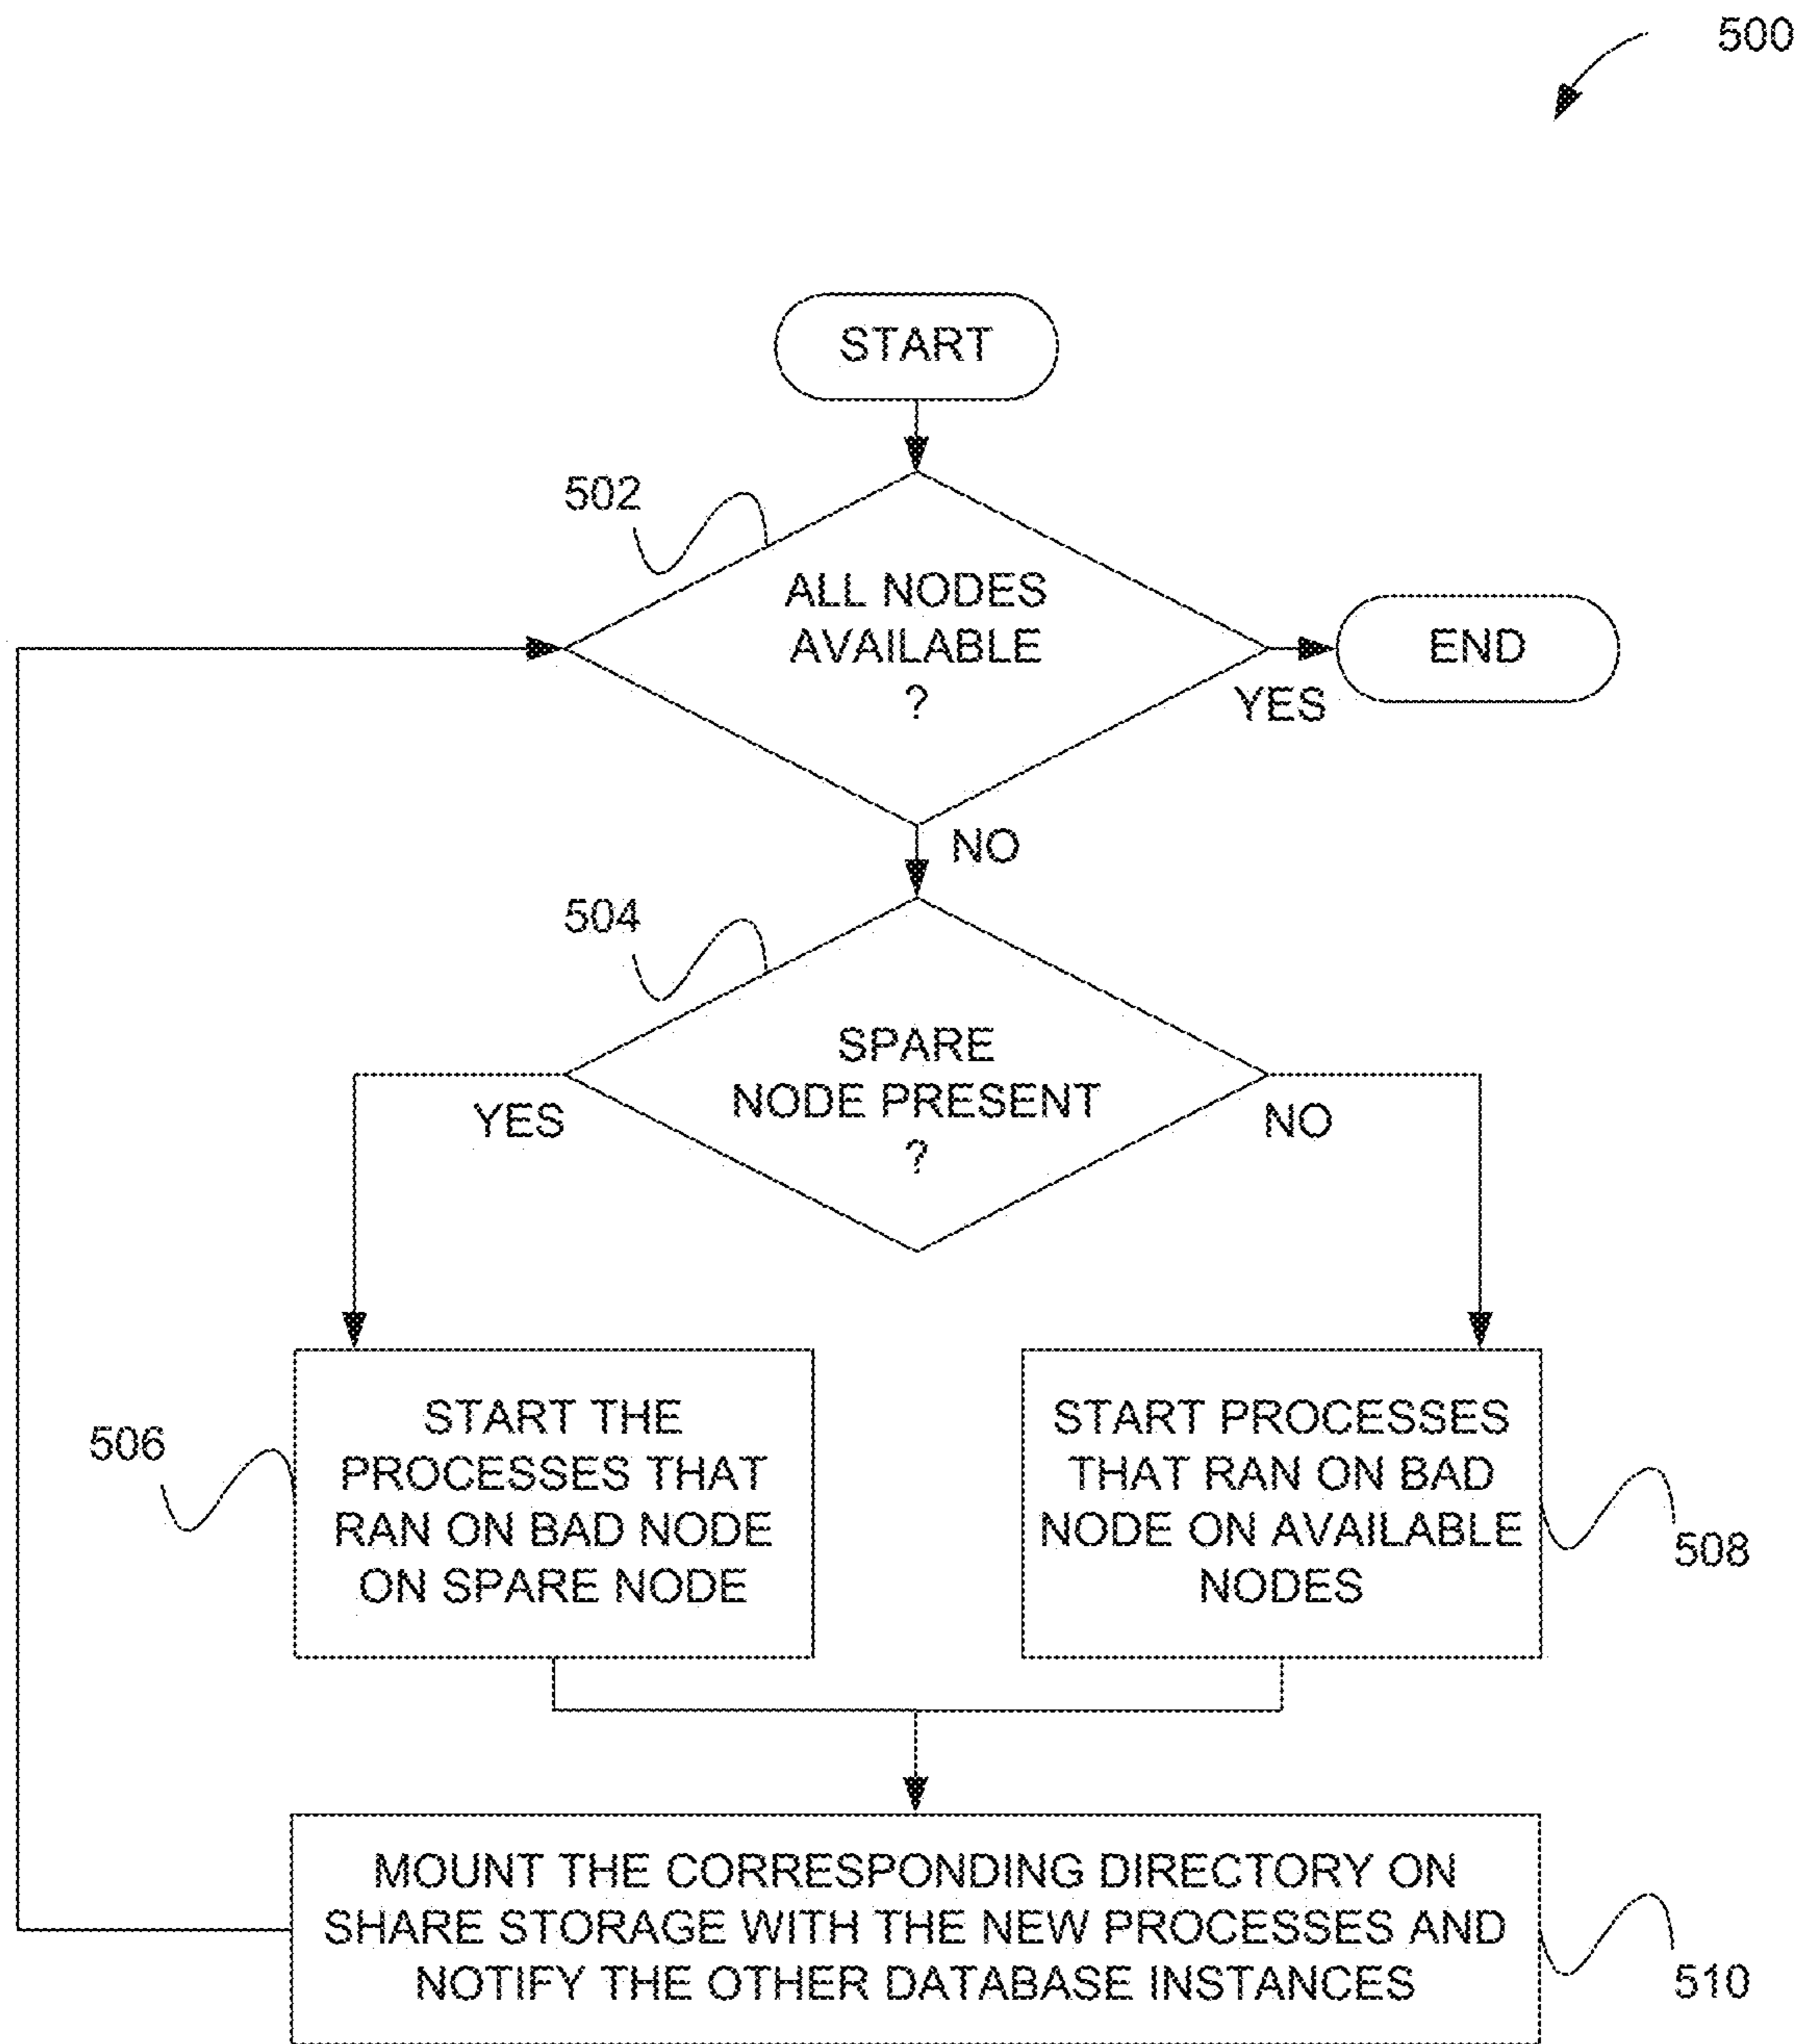 500
START
502
ALL NODES
AVAILABLE
?
END
YES
NO
504
SPARE
NODE PRESENT
?
YES
NO
506
START THE
PROCESSES THAT
RAN ON BAD NODE
ON SPARE NODE
START PROCESSES
THAT RAN ON BAD
NODE ON AVAILABLE
NODES
508
MOUNT THE CORRESPONDING DIRECTORY ON
SHARE STORAGE WITH THE NEW PROCESSES AND
NOTIFY THE OTHER DATABASE INSTANCES
510